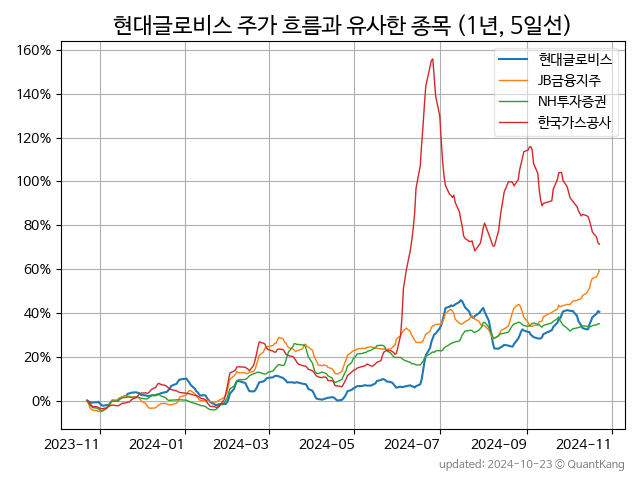 현대글로비스 주가 흐름과 유사한 종목 (1년, 5일선)
현대글로비스
JB금융지주
NH투자증권
한국가스공사
160%
140%
120%
100%
80%
60%
40%
20%
0%
2023-11 2024-01 2024-03 2024-05 2024-07 2024-09 2024-11
updated: 2024-10-23 © QuantKang